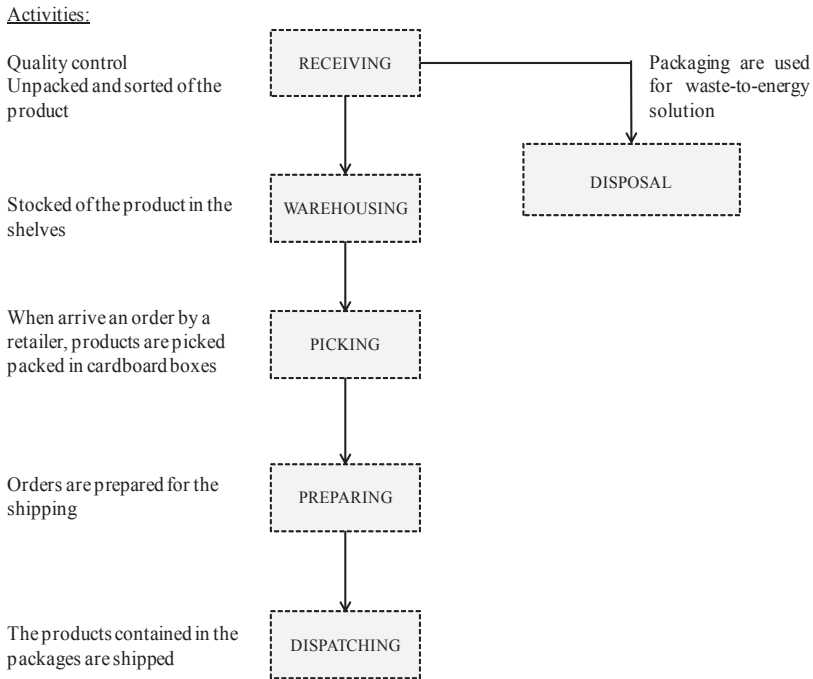 Activities:
Quality control
Unpacked and sorted of the
product
RECEIVING
Packaging are used
for waste-to-energy
solution
DISPOSAL
Stocked of the product in the
shelves
WAREHOUSING
When arrive an order by a
retailer, products are picked
packed in cardboard boxes
PICKING
Orders are prepared for the
shipping
PREPARING
The products contained in the
packages are shipped
DISPATCHING